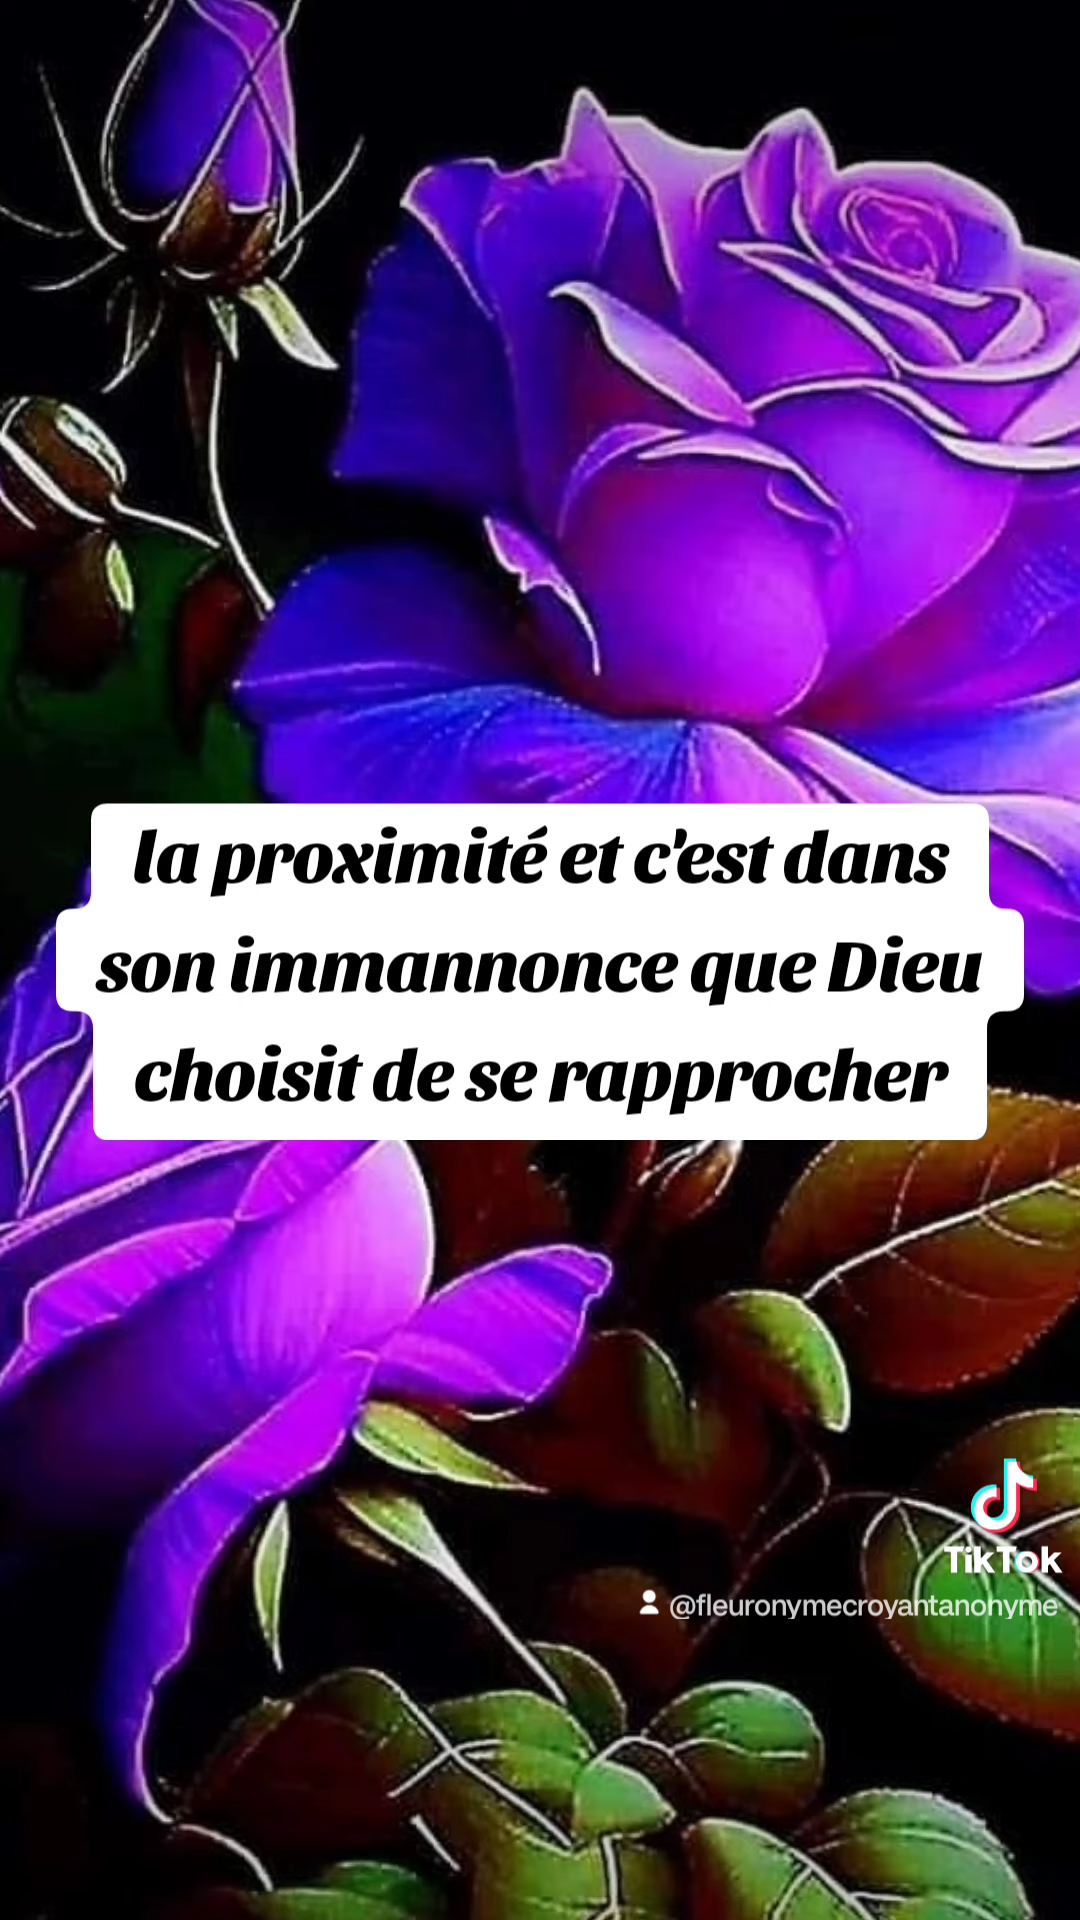 la proximité et c'est dans
son immannonce que Dieu
choisit de se rapprocher
TikTok
@fleuronymecroyantanonyme